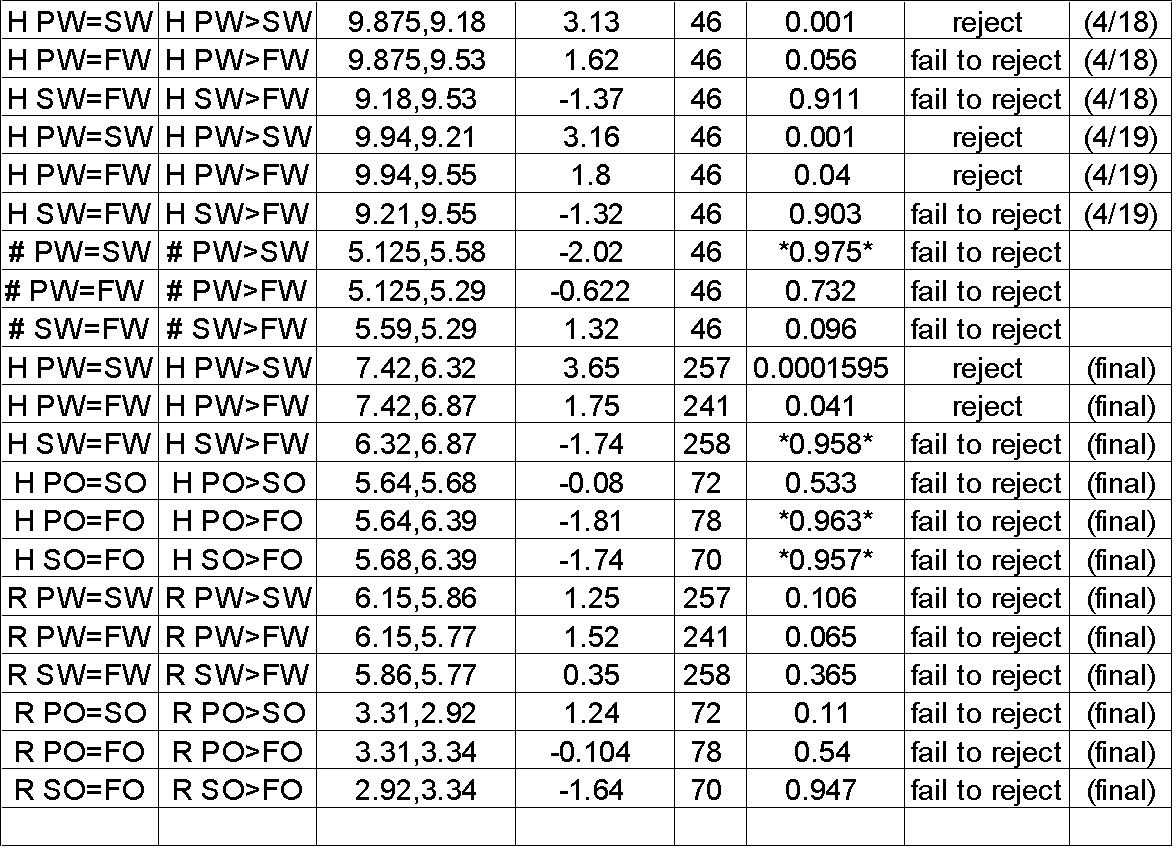 H PW=SW H PW>SW 9.875,9.18 3.13 46 0.001 reject (4/18)
H PW=FW H PW>FW 9.875,9.53 1.62 46 0.056 fail to reject (4/18)
H SW=FW H SW>FW 9.18,9.53 -1.37 46 0.911 fail to reject (4/18)
H PW=SW H PW>SW 9.94,9.21 3.16 46 0.001 reject (4/19)
H PW=FW H PW>FW 9.94,9.55 1.8 46 0.04 reject (4/19)
H SW=FW H SW>FW 9.21,9.55 -1.32 46 0.903 fail to reject (4/19)
# PW=SW # PW>SW 5.125,5.58 -2.02 46 *0.975* fail to reject
# PW=FW # PW>FW 5.125,5.29 -0.622 46 0.732 fail to reject
# SW=FW # SW>FW 5.59,5.29 1.32 46 0.096 fail to reject
H PW=SW H PW>SW 7.42,6.32 3.65 257 0.0001595 reject (final)
H PW=FW H PW>FW 7.42,6.87 1.75 241 0.041 reject (final)
H SW=FW H SW>FW 6.32,6.87 -1.74 258 *0.958* fail to reject (final)
H PO=SO H PO>SO 5.64,5.68 -0.08 72 0.533 fail to reject (final)
H PO=FO H PO>FO 5.64,6.39 -1.81 78 *0.963* fail to reject (final)
H SO=FO H SO>FO 5.68,6.39 -1.74 70 *0.957* fail to reject (final)
R PW=SW R PW>SW 6.15,5.86 1.25 257 0.106 fail to reject (final)
R PW=FW R PW>FW 6.15,5.77 1.52 241 0.065 fail to reject (final)
R SW=FW R SW>FW 5.86,5.77 0.35 258 0.365 fail to reject (final)
R PO=SO R PO>SO 3.31,2.92 1.24 72 0.11 fail to reject (final)
R PO=FO R PO>FO 3.31,3.34 -0.104 78 0.54 fail to reject (final)
R SO=FO R SO>FO 2.92,3.34 -1.64 70 0.947 fail to reject (final)